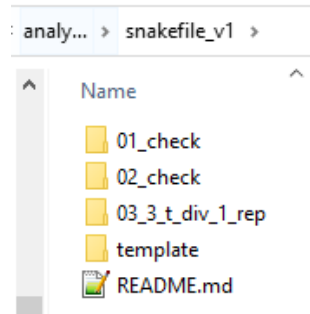 analy... > snakefile_v1 >
Name
01_check
02_check
03_3_t_div_1_rep
template
README.md